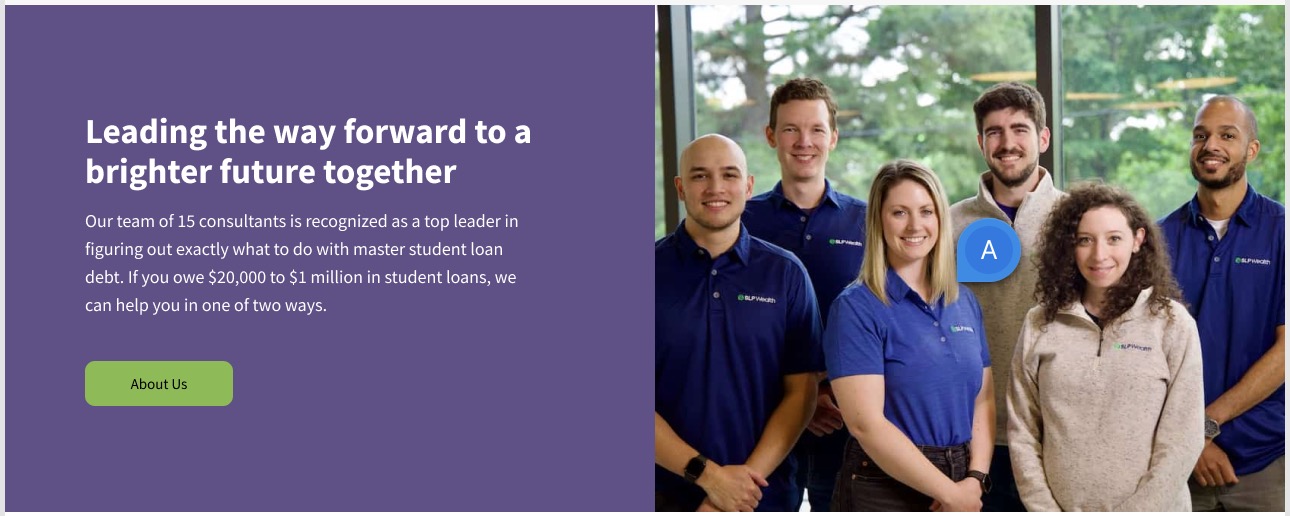 Leading the way forward to a
brighter future together
Our team of 15 consultants is recognized as a top leader in
figuring out exactly what to do with master student loan
debt. If you owe $20,000 to $1 million in student loans, we
can help you in one of two ways.
About Us
A
SLP Wealth
SLP Wealth
SLP Wealth
SLP Wealth
SLP Wealth